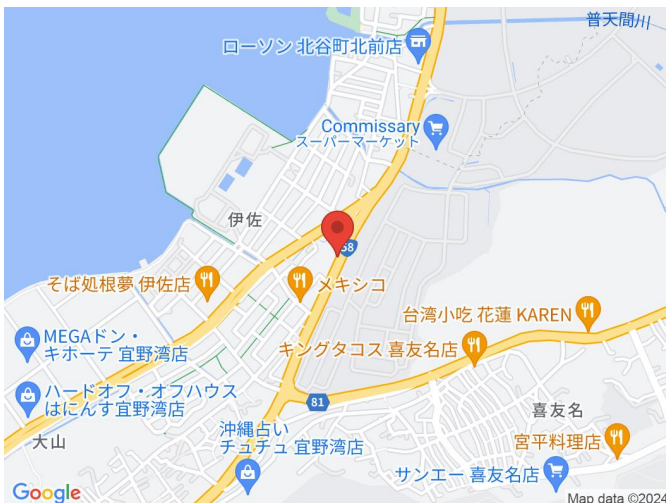 普天間川
ローソン 北谷町北前店
Commissary
スーパーマーケット
伊佐
58
そば処根夢 伊佐店
メキシコ
台湾小吃 花蓮 KAREN
MEGAドン・
キホーテ 宜野湾店
キングタコス 喜友名店
ハードオフ・オフハウス
はにんす宜野湾店
81
喜友名
大山
沖縄占い
チュチュ 宜野湾店
宮平料理店
サンエー 喜友名店
Google
Map data ©2024